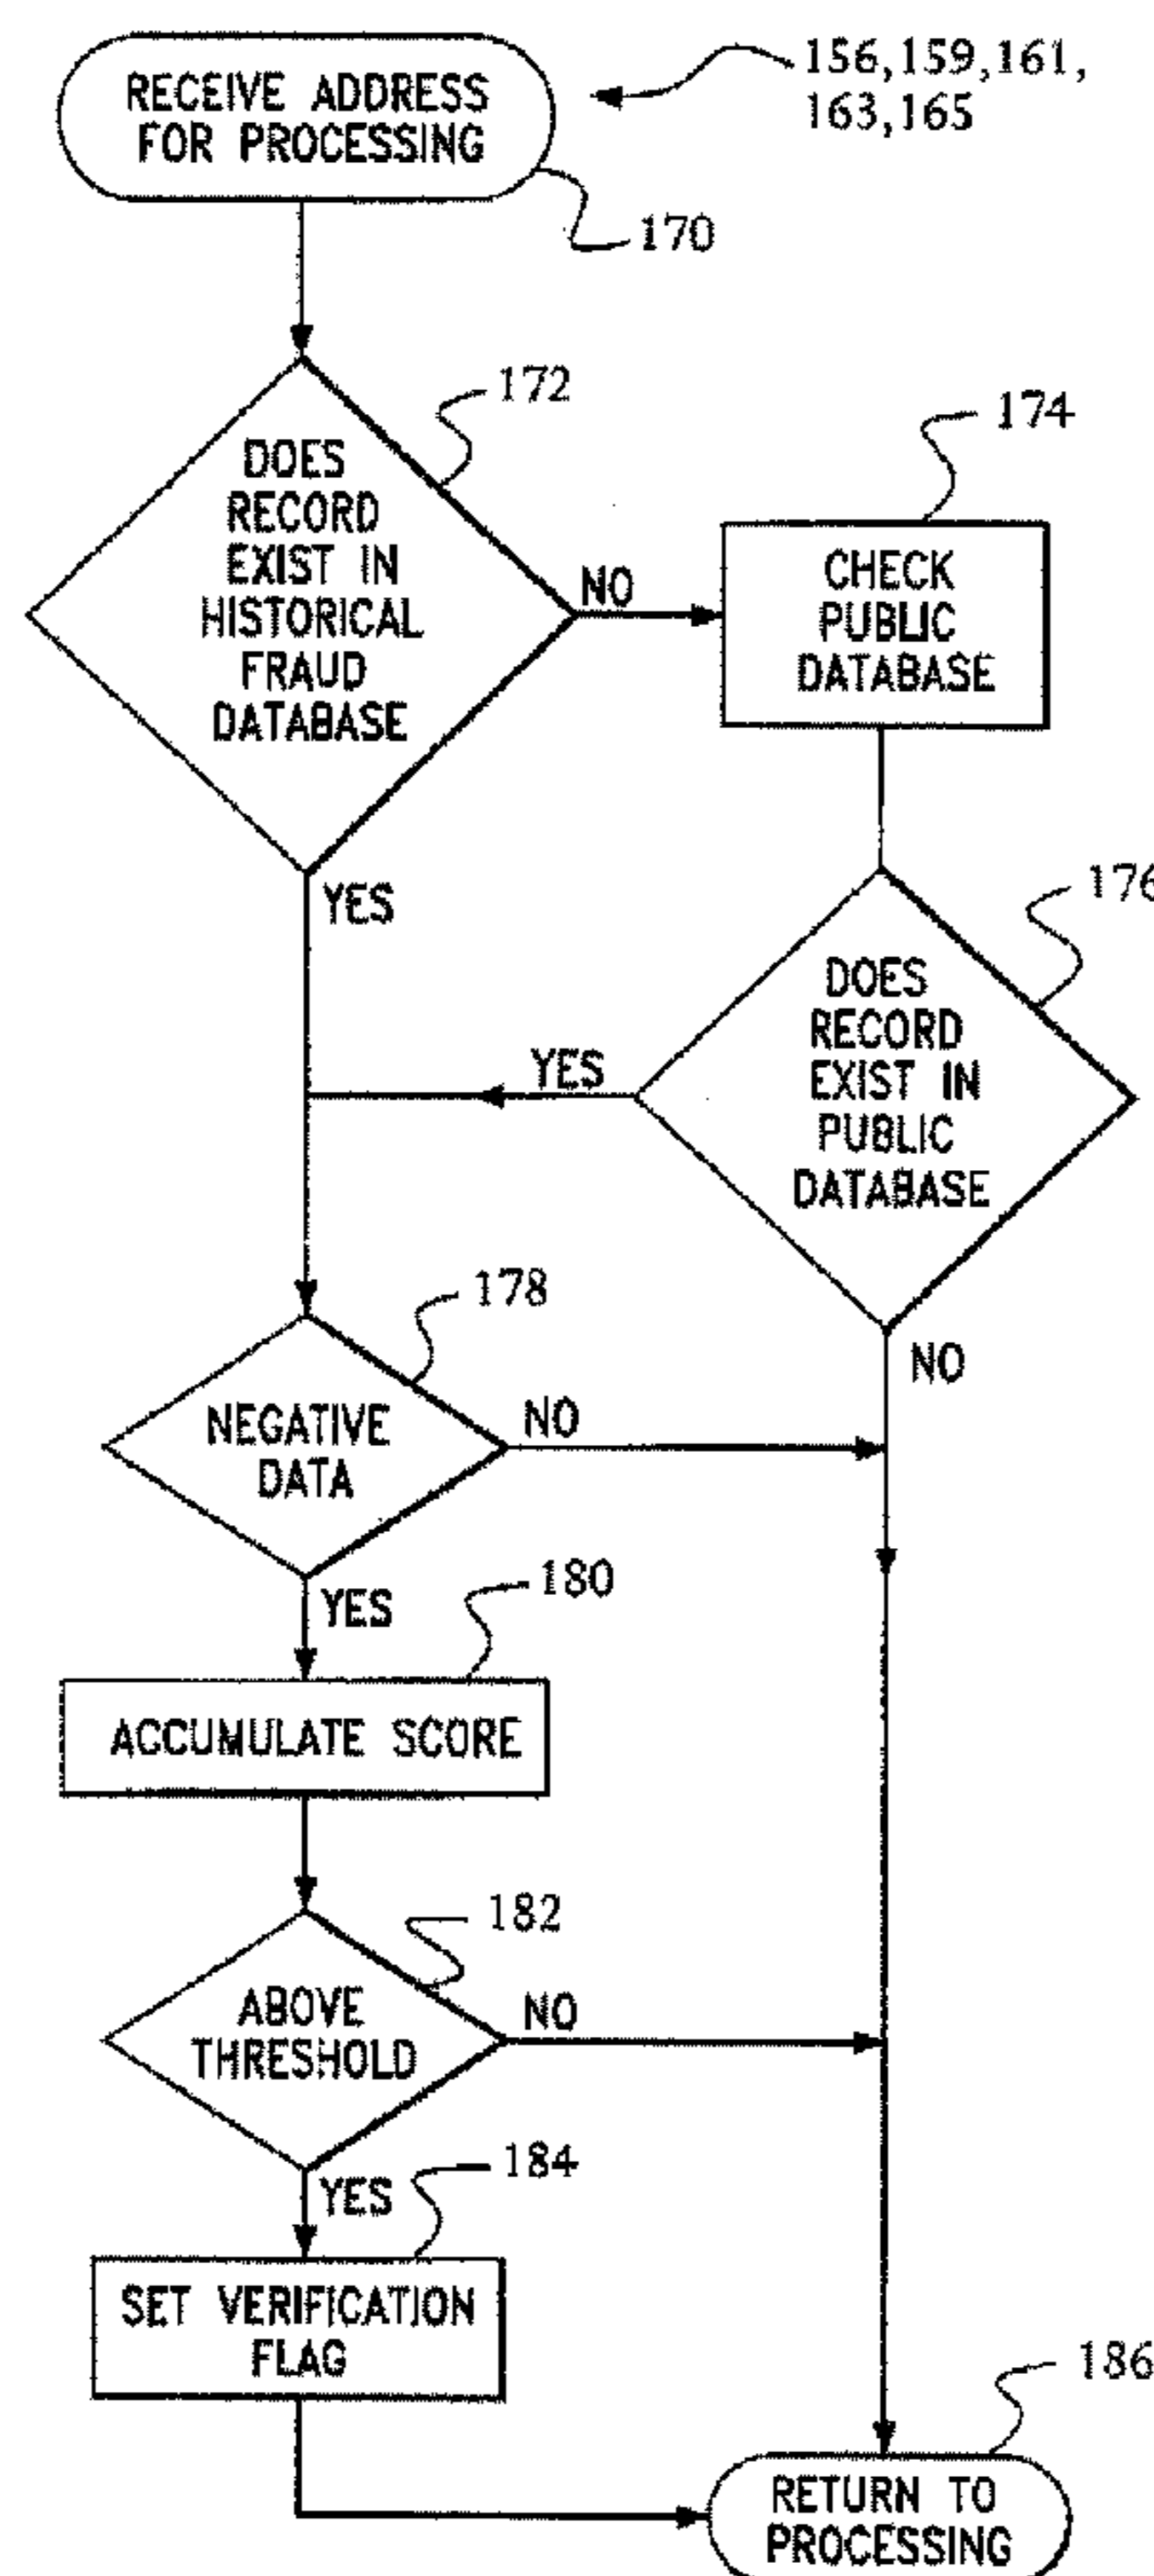 RECEIVE ADDRESS
FOR PROCESSING
156,159,161,
163,165
170
172
DOES
RECORD
EXIST IN
HISTORICAL
FRAUD
DATABASE
NO
174
CHECK
PUBLIC
DATABASE
YES
176
DOES
RECORD
EXIST IN
PUBLIC
DATABASE
YES
NO
178
NEGATIVE
DATA
NO
YES
180
ACCUMULATE SCORE
182
ABOVE
THRESHOLD
NO
YES
184
SET VERIFICATION
FLAG
186
RETURN TO
PROCESSING